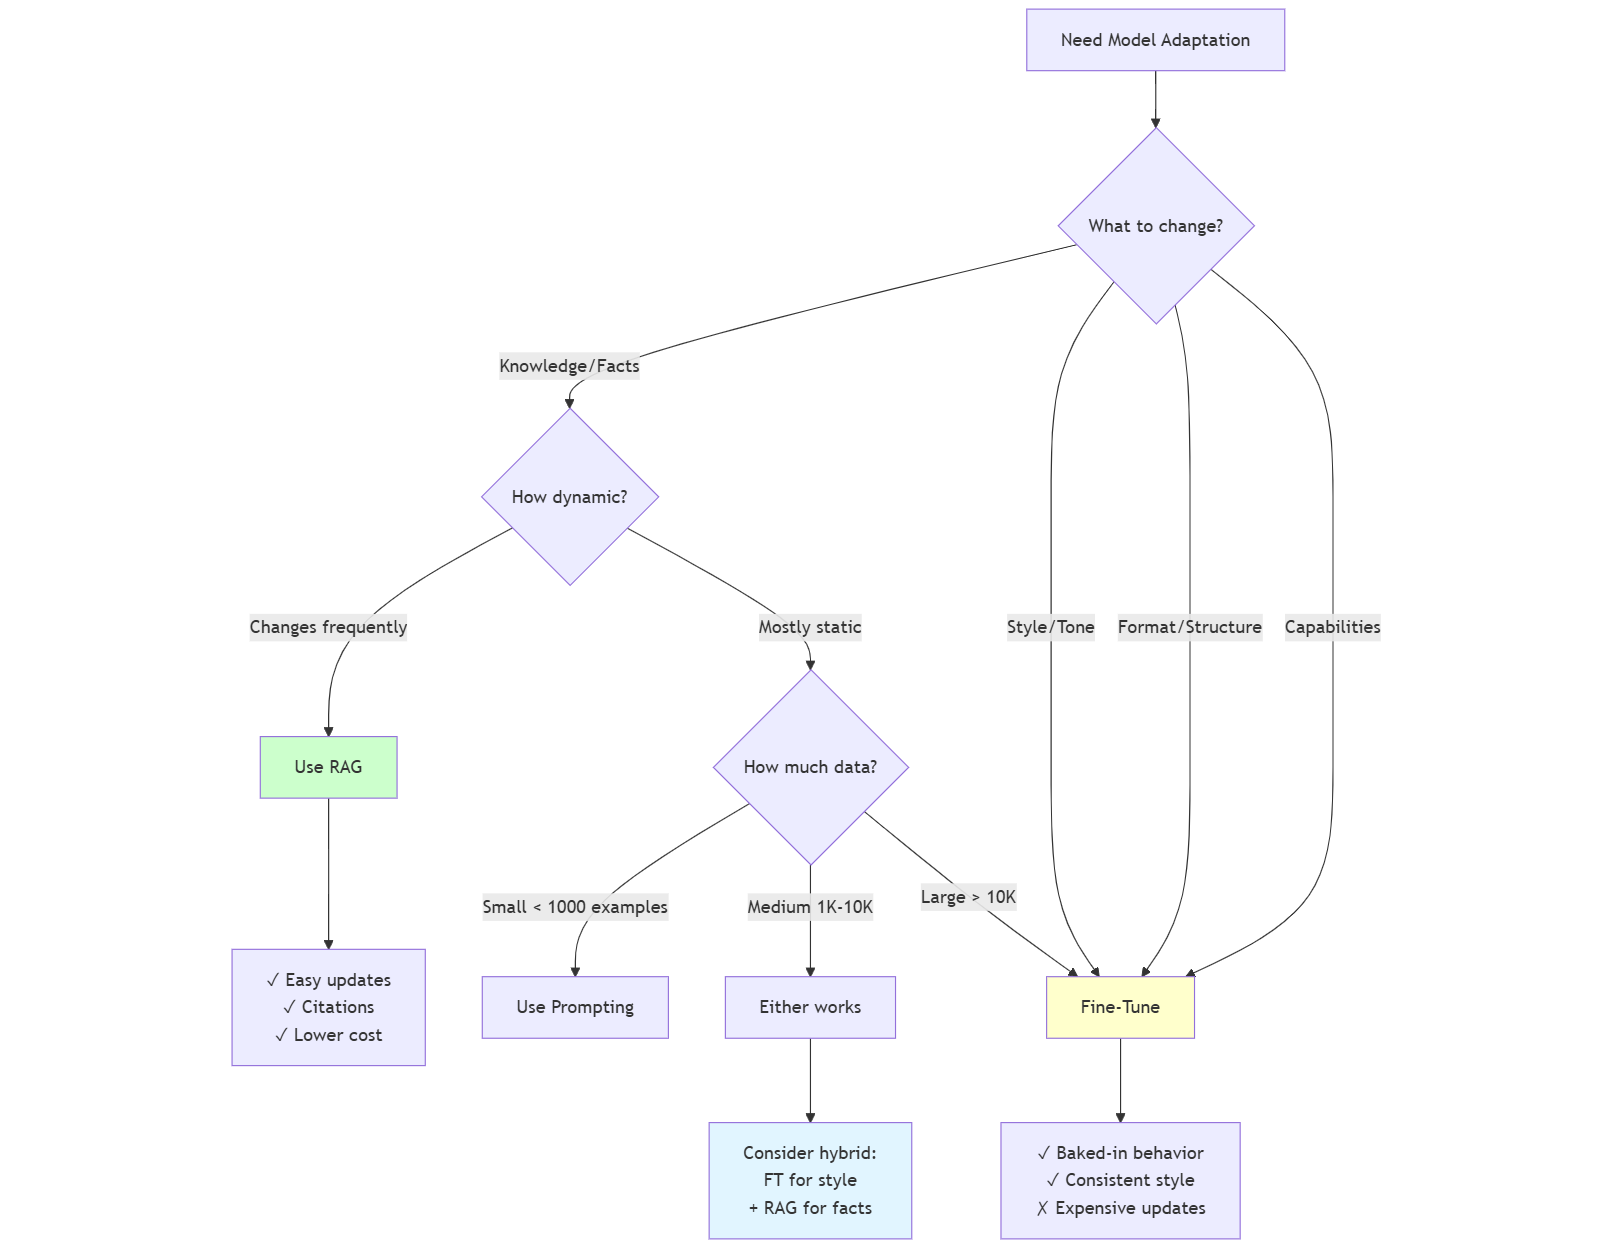 Need Model Adaptation
What to change?
Knowledge/Facts
How dynamic?
Changes frequently
Mostly static
Style/Tone
Format/Structure
Capabilities
Use RAG
How much data?
Small < 1000 examples
Medium 1K-10K
Large > 10K
✓ Easy updates
✓ Citations
✓ Lower cost
Use Prompting
Either works
Fine-Tune
Consider hybrid:
FT for style
+ RAG for facts
✓ Baked-in behavior
✓ Consistent style
✗ Expensive updates